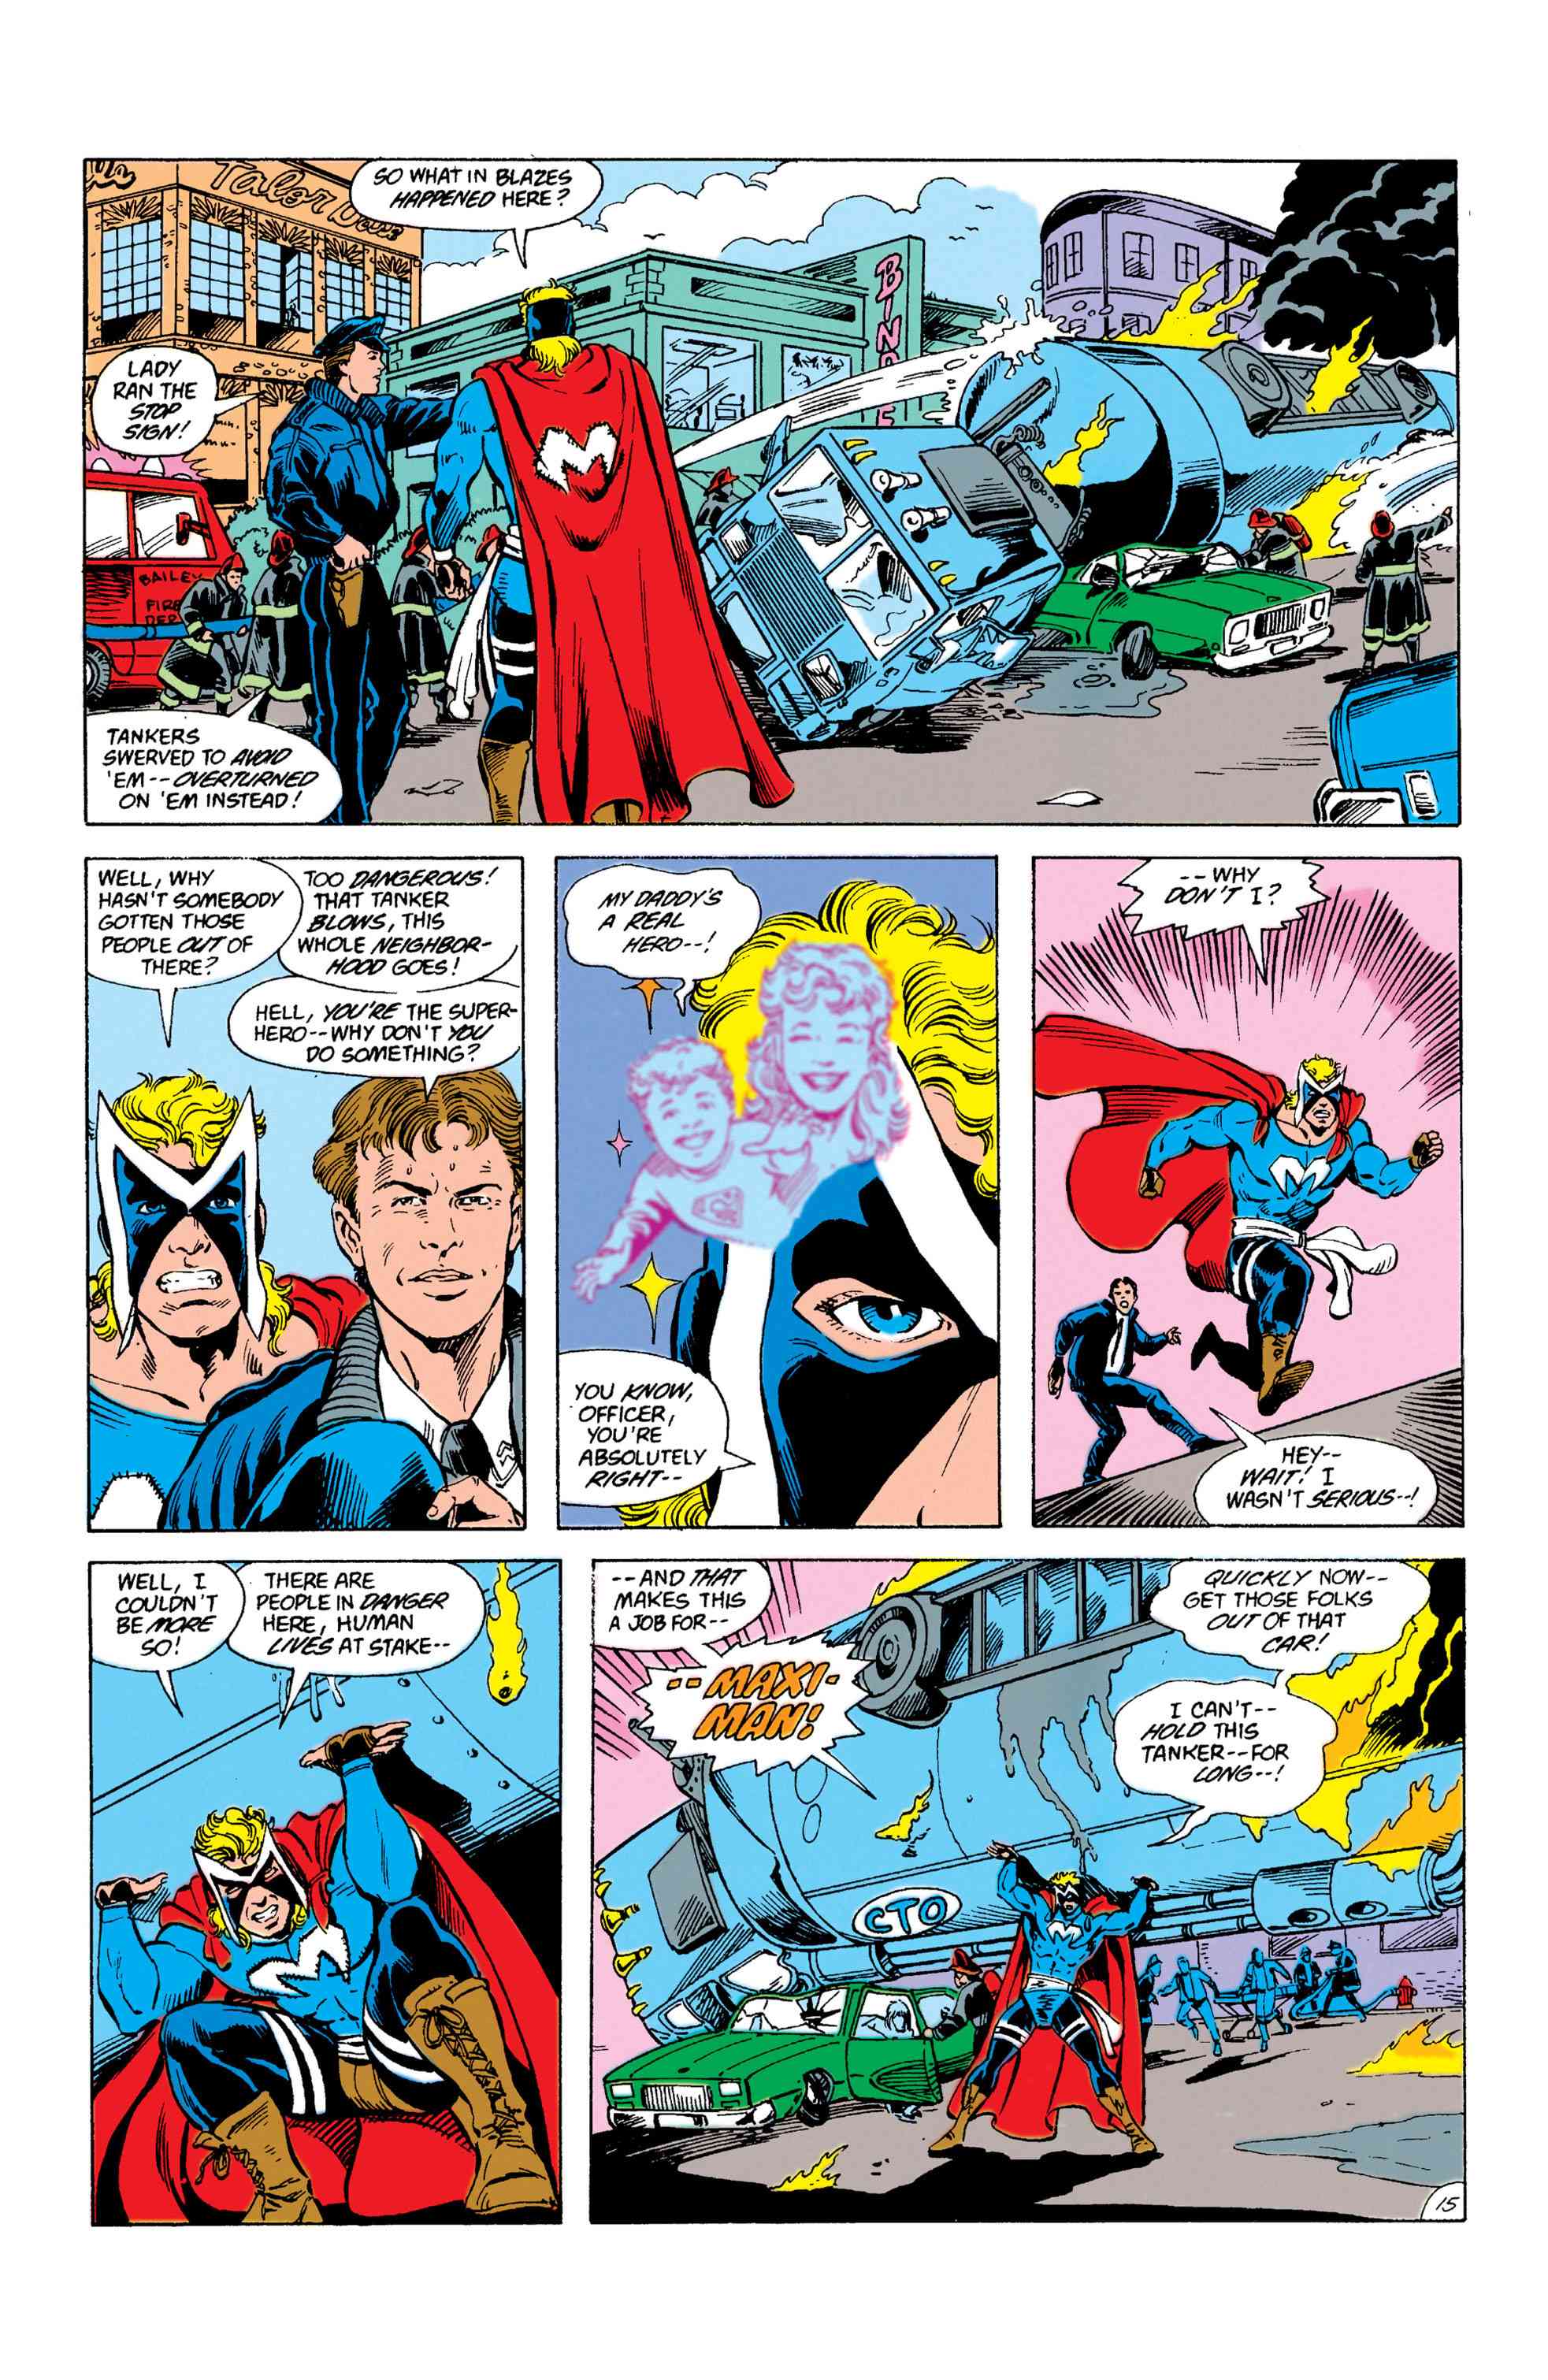 Talor
SO WHAT IN BLAZES
HAPPENED HERE?
LADY
RAN THE
STOP
SIGN!
M
BAILEY
FIRE
DEP
TANKERS
SWERVED TO AVOID
'EM--OVERTURNED
ON 'EM INSTEAD!
WELL, WHY
HASN'T SOMEBODY
GOTTEN THOSE
PEOPLE OUT OF
THERE?
TOO DANGEROUS!
THAT TANKER
BLOWS, THIS
WHOLE NEIGHBOR-
HOOD GOES!
HELL, YOU'RE THE SUPER-
HERO--WHY DON'T YOU
DO SOMETHING?
MY DADDY'S
A REAL
HERO--!
YOU KNOW,
OFFICER,
YOU'RE
ABSOLUTELY
RIGHT--
--WHY
DON'T I?
M
HEY--
WAIT! I
WASN'T SERIOUS--!
WELL, I
COULDN'T
BE MORE
SO!
THERE ARE
PEOPLE IN DANGER
HERE, HUMAN
LIVES AT STAKE--
M
--AND THAT
MAKES THIS
A JOB FOR--
--MAXI-
MAN!
QUICKLY NOW--
GET THOSE FOLKS
OUT OF THAT
CAR!
I CAN'T--
HOLD THIS
TANKER--FOR
LONG--!
CTO
M
15